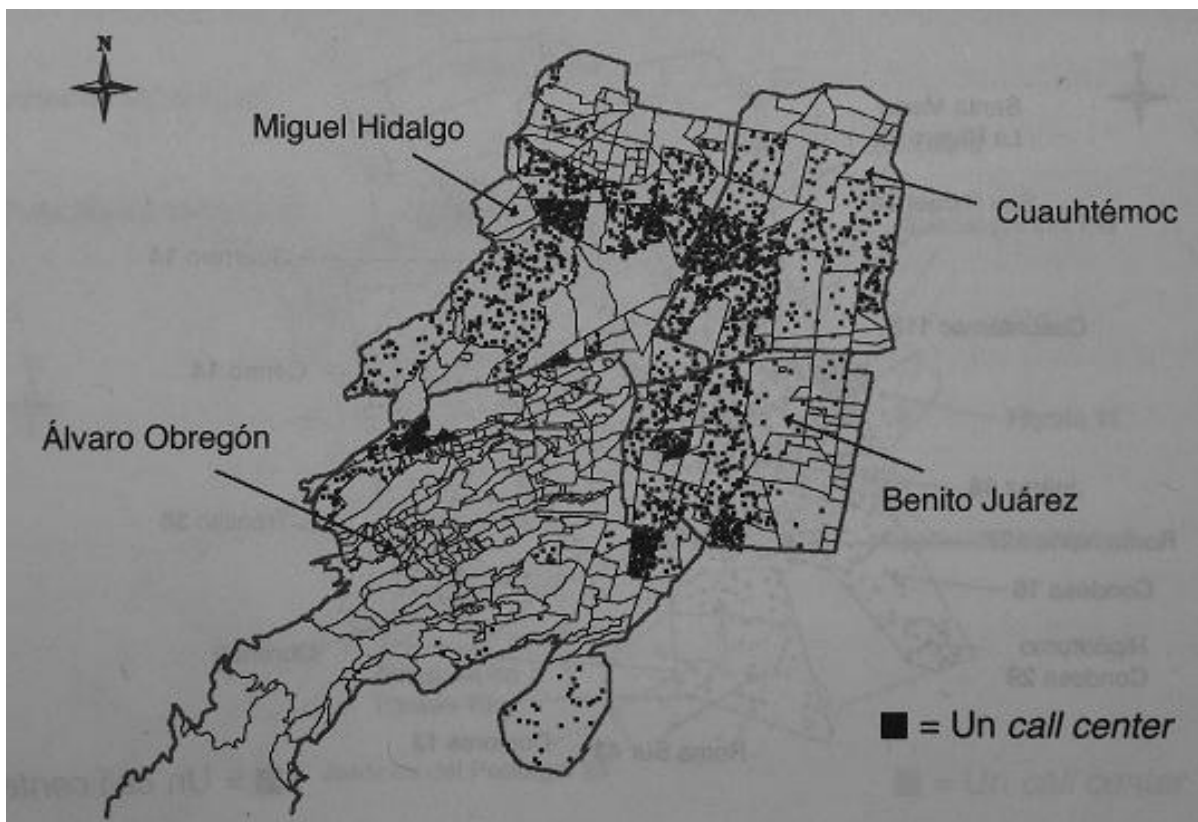 N
Miguel Hidalgo
Cuauhtémoc
Álvaro Obregón
Benito Juárez
= Un call center